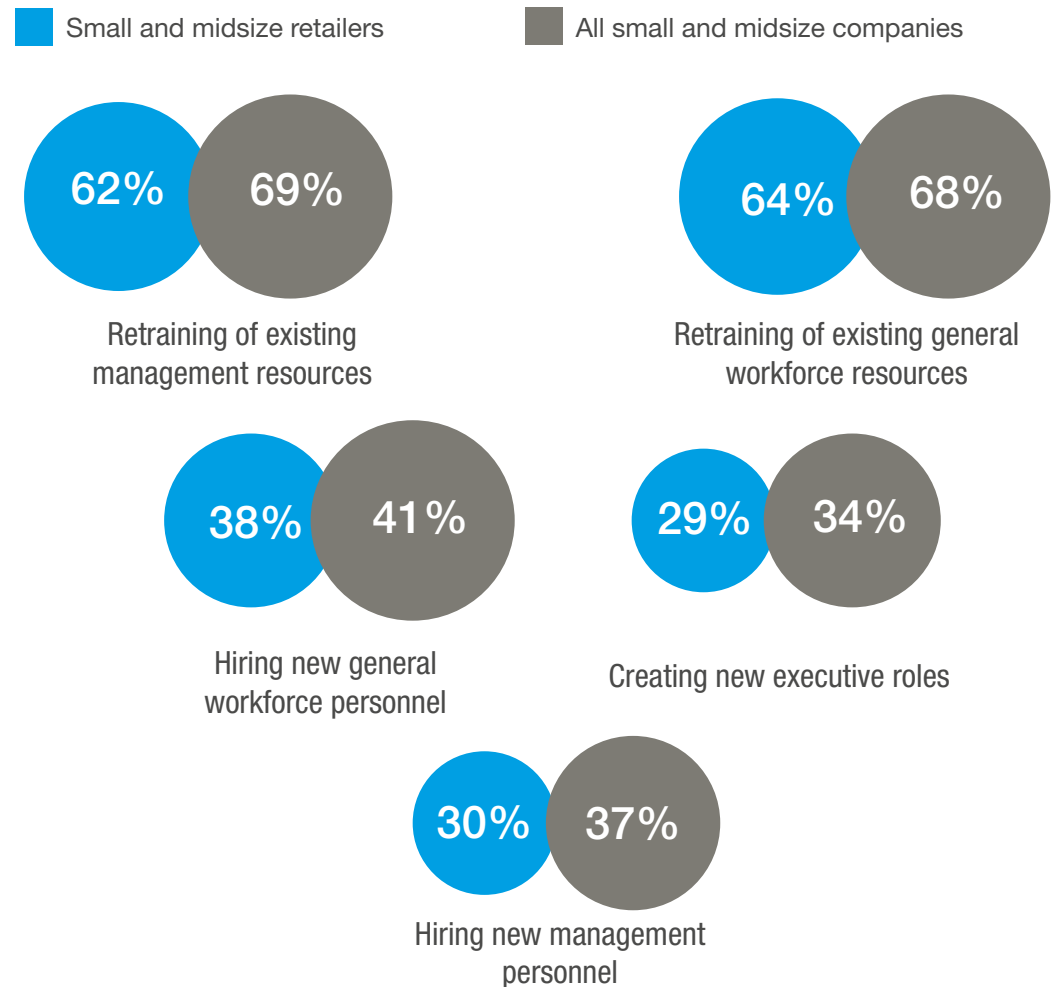 Small and midsize retailers
All small and midsize companies
62%
69%
Retraining of existing
management resources
64%
68%
Retraining of existing general
workforce resources
38%
41%
Hiring new general
workforce personnel
29%
34%
Creating new executive roles
30%
37%
Hiring new management
personnel